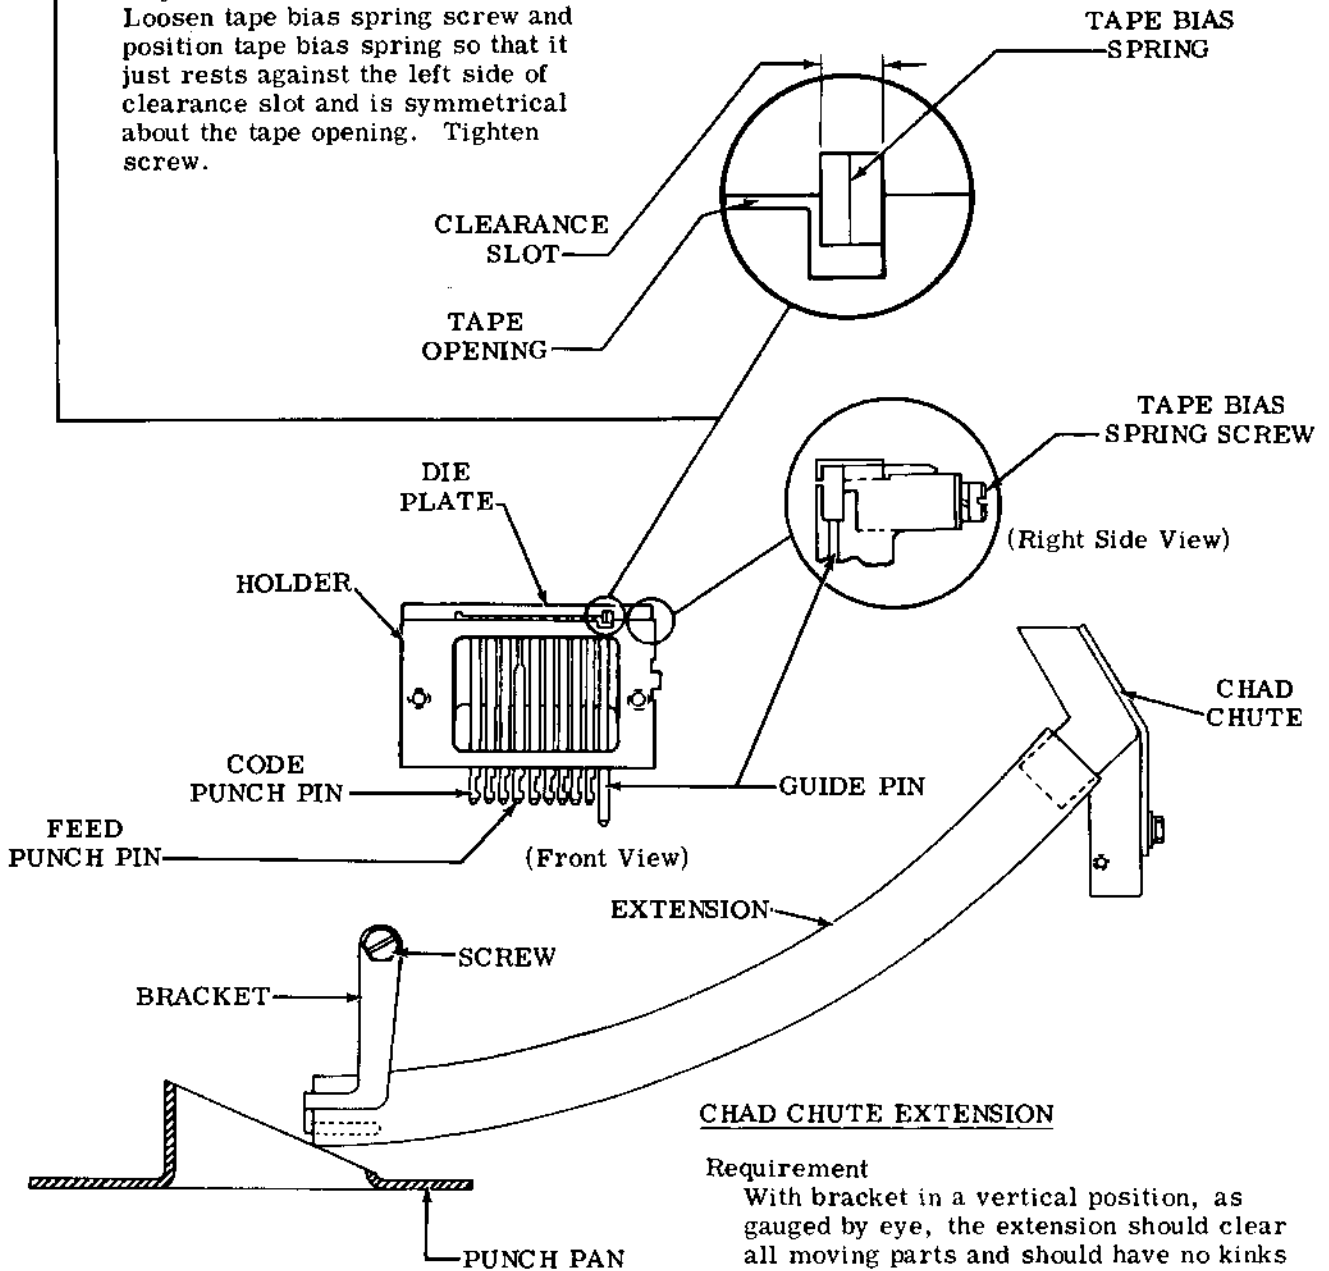 Loosen tape bias spring screw and
position tape bias spring so that it
just rests against the left side of
clearance slot and is symmetrical
about the tape opening. Tighten
screw.
TAPE BIAS
SPRING
CLEARANCE
SLOT
TAPE
OPENING
TAPE BIAS
SPRING SCREW
(Right Side View)
DIE
PLATE
HOLDER
CHAD
CHUTE
CODE
PUNCH PIN
GUIDE PIN
FEED
PUNCH PIN
(Front View)
EXTENSION
SCREW
BRACKET
CHAD CHUTE EXTENSION
Requirement
With bracket in a vertical position, as
gauged by eye, the extension should clear
all moving parts and should have no kinks
PUNCH PAN